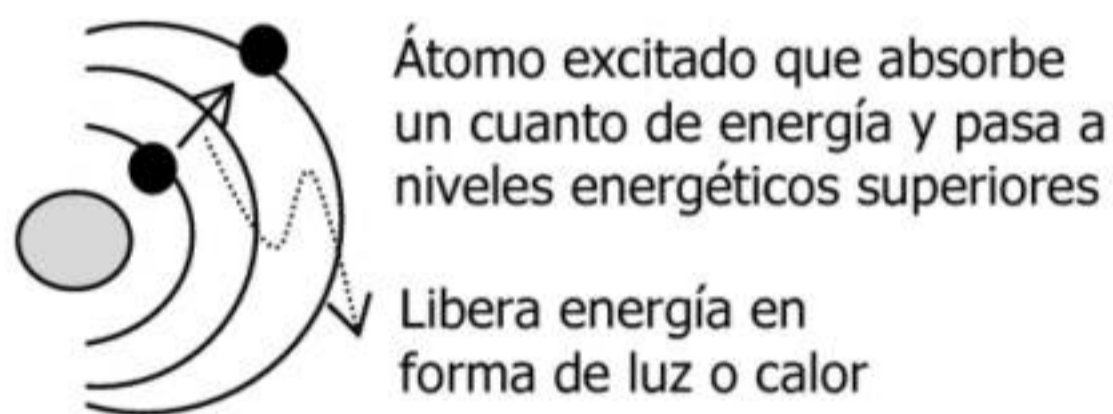 Átomo excitado que absorbe
un cuanto de energía y pasa a
niveles energéticos superiores
Libera energía en
forma de luz o calor